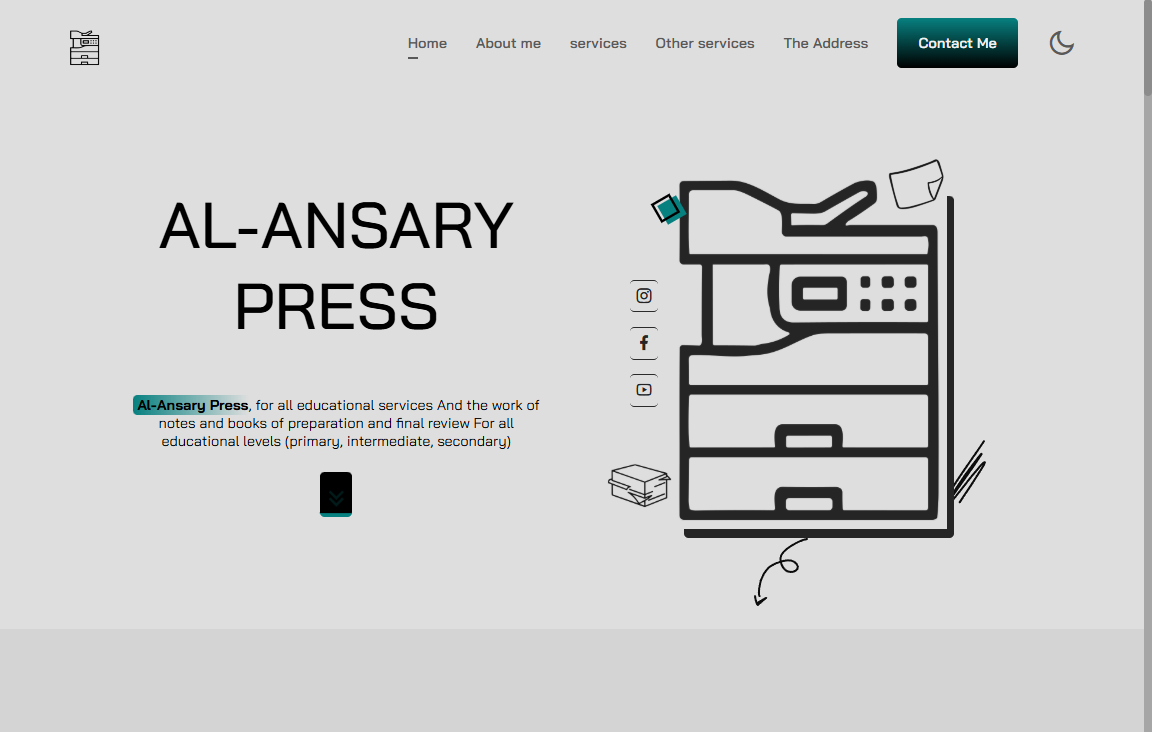 Home
About me
services
Other services
The Address
Contact Me
AL-ANSARY
PRESS
Al-Ansary Press, for all educational services And the work of
notes and books of preparation and final review For all
educational levels (primary, intermediate, secondary)